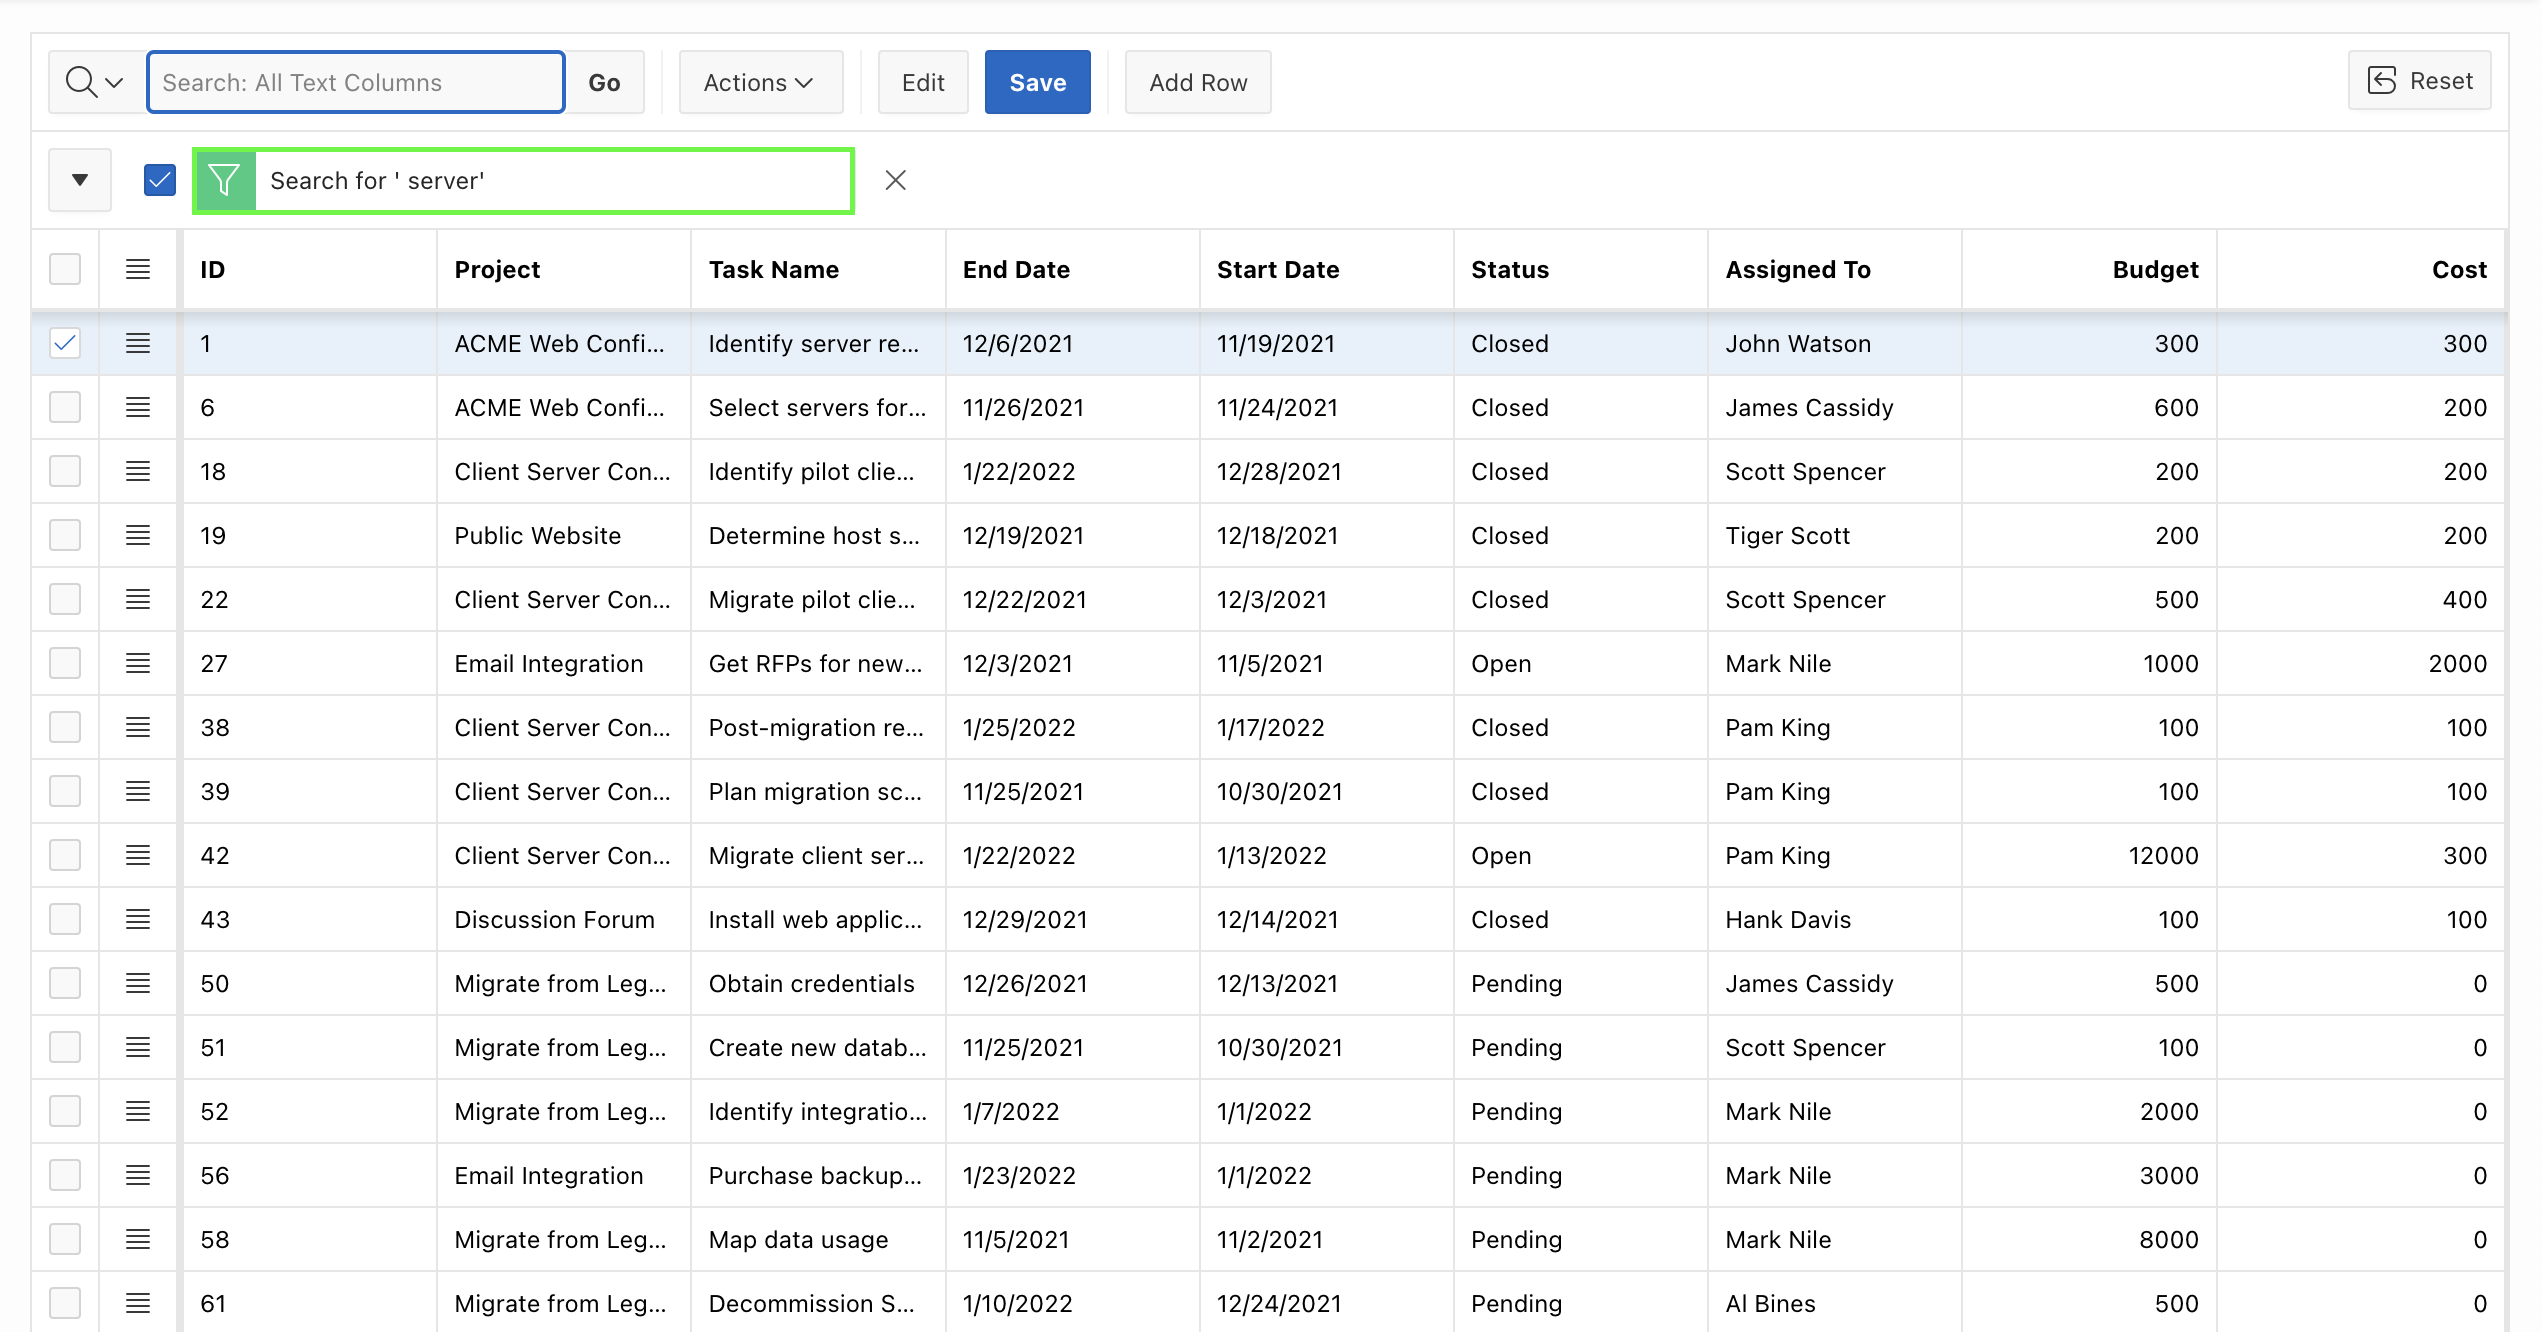 Search: All Text Columns Go Actions Edit Save Add Row Reset
Search for ' server'
ID Project Task Name End Date Start Date Status Assigned To Budget Cost
1 ACME Web Confi... Identify server re... 12/6/2021 11/19/2021 Closed John Watson 300 300
6 ACME Web Confi... Select servers for... 11/26/2021 11/24/2021 Closed James Cassidy 600 200
18 Client Server Con... Identify pilot clie... 1/22/2022 12/28/2021 Closed Scott Spencer 200 200
19 Public Website Determine host s... 12/19/2021 12/18/2021 Closed Tiger Scott 200 200
22 Client Server Con... Migrate pilot clie... 12/22/2021 12/3/2021 Closed Scott Spencer 500 400
27 Email Integration Get RFPs for new... 12/3/2021 11/5/2021 Open Mark Nile 1000 2000
38 Client Server Con... Post-migration re... 1/25/2022 1/17/2022 Closed Pam King 100 100
39 Client Server Con... Plan migration sc... 11/25/2021 10/30/2021 Closed Pam King 100 100
42 Client Server Con... Migrate client ser... 1/22/2022 1/13/2022 Open Pam King 12000 300
43 Discussion Forum Install web applic... 12/29/2021 12/14/2021 Closed Hank Davis 100 100
50 Migrate from Leg... Obtain credentials 12/26/2021 12/13/2021 Pending James Cassidy 500 0
51 Migrate from Leg... Create new datab... 11/25/2021 10/30/2021 Pending Scott Spencer 100 0
52 Migrate from Leg... Identify integratio... 1/7/2022 1/1/2022 Pending Mark Nile 2000 0
56 Email Integration Purchase backup... 1/23/2022 1/1/2022 Pending Mark Nile 3000 0
58 Migrate from Leg... Map data usage 11/5/2021 11/2/2021 Pending Mark Nile 8000 0
61 Migrate from Leg... Decommission S... 1/10/2022 12/24/2021 Pending Al Bines 500 0